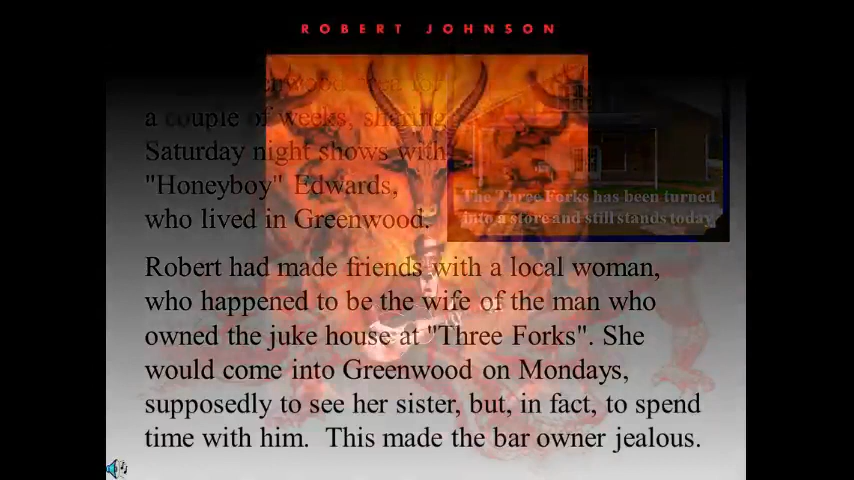 ROBERT JOHNSON
Greenwood area for
a couple of weeks, sharing
Saturday night shows with
"Honeyboy" Edwards,
who lived in Greenwood.
The Three Forks has been turned
into a store and still stands today
Robert had made friends with a local woman,
who happened to be the wife of the man who
owned the juke house at "Three Forks". She
would come into Greenwood on Mondays,
supposedly to see her sister, but, in fact, to spend
time with him. This made the bar owner jealous.